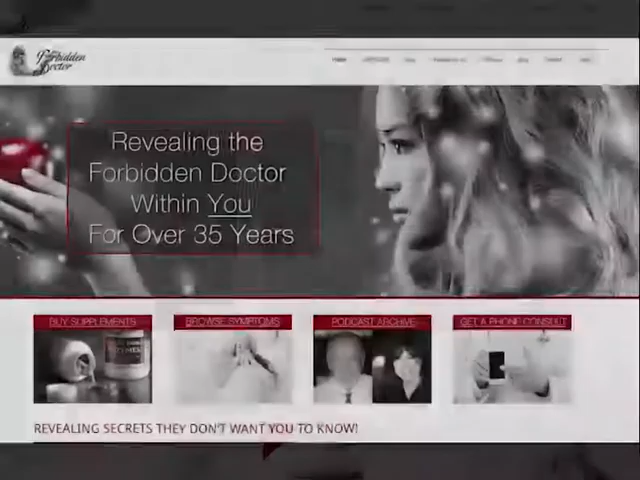 Forbidden
Doctor
Revealing the
Forbidden Doctor
Within You
For Over 35 Years
BUY SUPPLEMENTS
BROWSE SYMPTOMS
PODCAST ARCHIVE
GET A PHONE CONSULT
REVEALING SECRETS THEY DON'T WANT YOU TO KNOW!